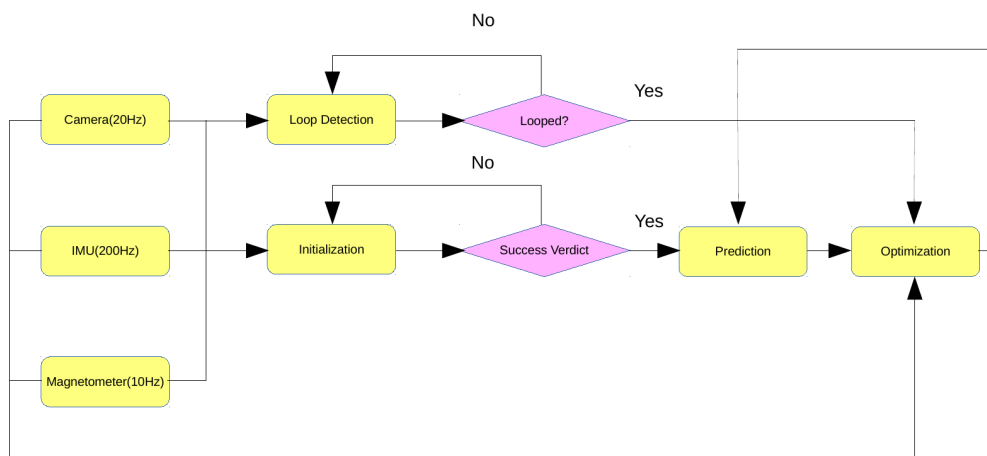 No
Camera(20Hz)
Loop Detection
Looped?
Yes
No
IMU(200Hz)
Initialization
Success Verdict
Yes
Prediction
Optimization
Magnetometer(10Hz)